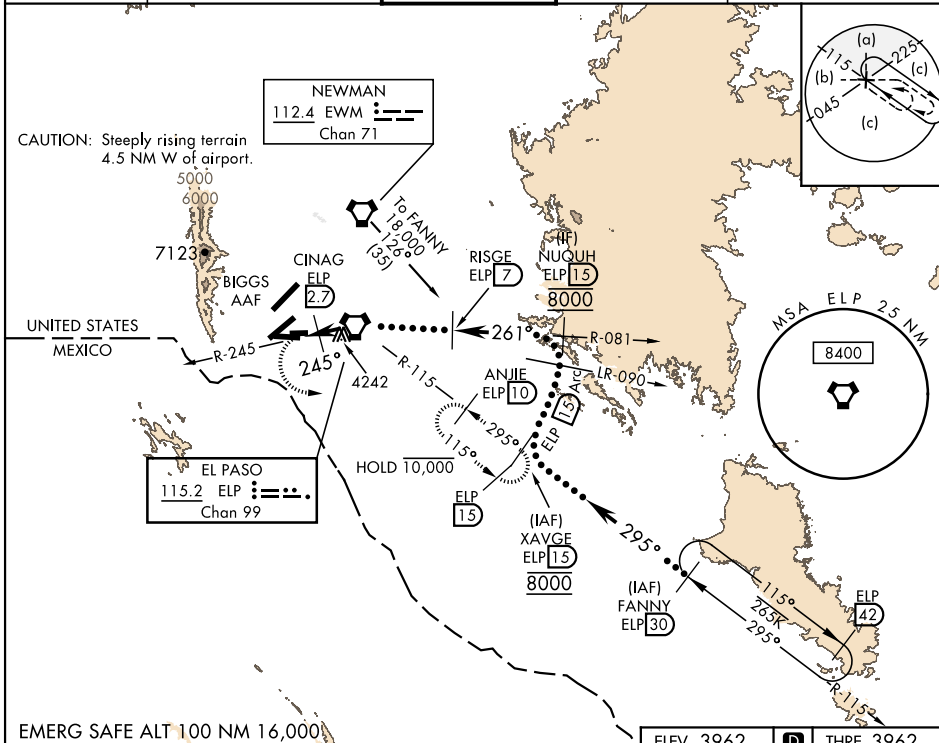 NEWMAN
112.4 EWM
Chan 71
CAUTION: Steeply rising terrain
4.5 NM W of airport.
5000
6000
7123
(a)
115
225
(b)
(c)
045
(c)
To FANNY
18,000
126°
(35)
CINAG
ELP
2.7
BIGGS
AAF
RISGE
ELP 7
(IF)
NUQUH
ELP 15
8000
MSA ELP 25 NM
8400
UNITED STATES
MEXICO
R-245
245°
4242
261°
R-081
LR-090
R-115
ANJIE
ELP 10
ELP 15 Arc
295°
115°
HOLD 10,000
EL PASO
115.2 ELP
Chan 99
ELP
15
(IAF)
XAVGE
ELP 15
8000
295°
(IAF)
FANNY
ELP 30
115°
265K
295°
ELP
42
R-115
EMERG SAFE ALT 100 NM 16,000
ELEV 3962 D THRE 3962